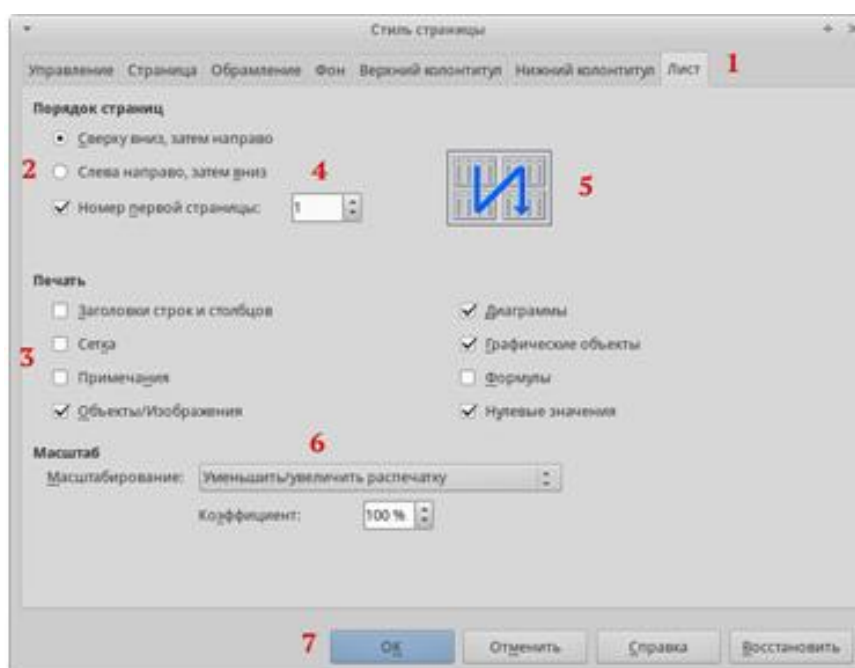 Стиль страницы
Управление Страница Обрамление Фон Верхний колонтитул Нижний колонтитул Лист 1
Порядок страниц
Сверху вниз, затем направо
2 Слева направо, затем вниз 4 5
Номер первой страницы: 1
Печать
Заголовки строк и столбцов Диаграммы
3 Сетка Графические объекты
Примечания Формулы
Объекты/Изображения Нулевые значения
6
Масштаб
Масштабирование: Уменьшить/увеличить распечатку
Коэффициент: 100 %
7 ОК Отменить Справка Восстановить